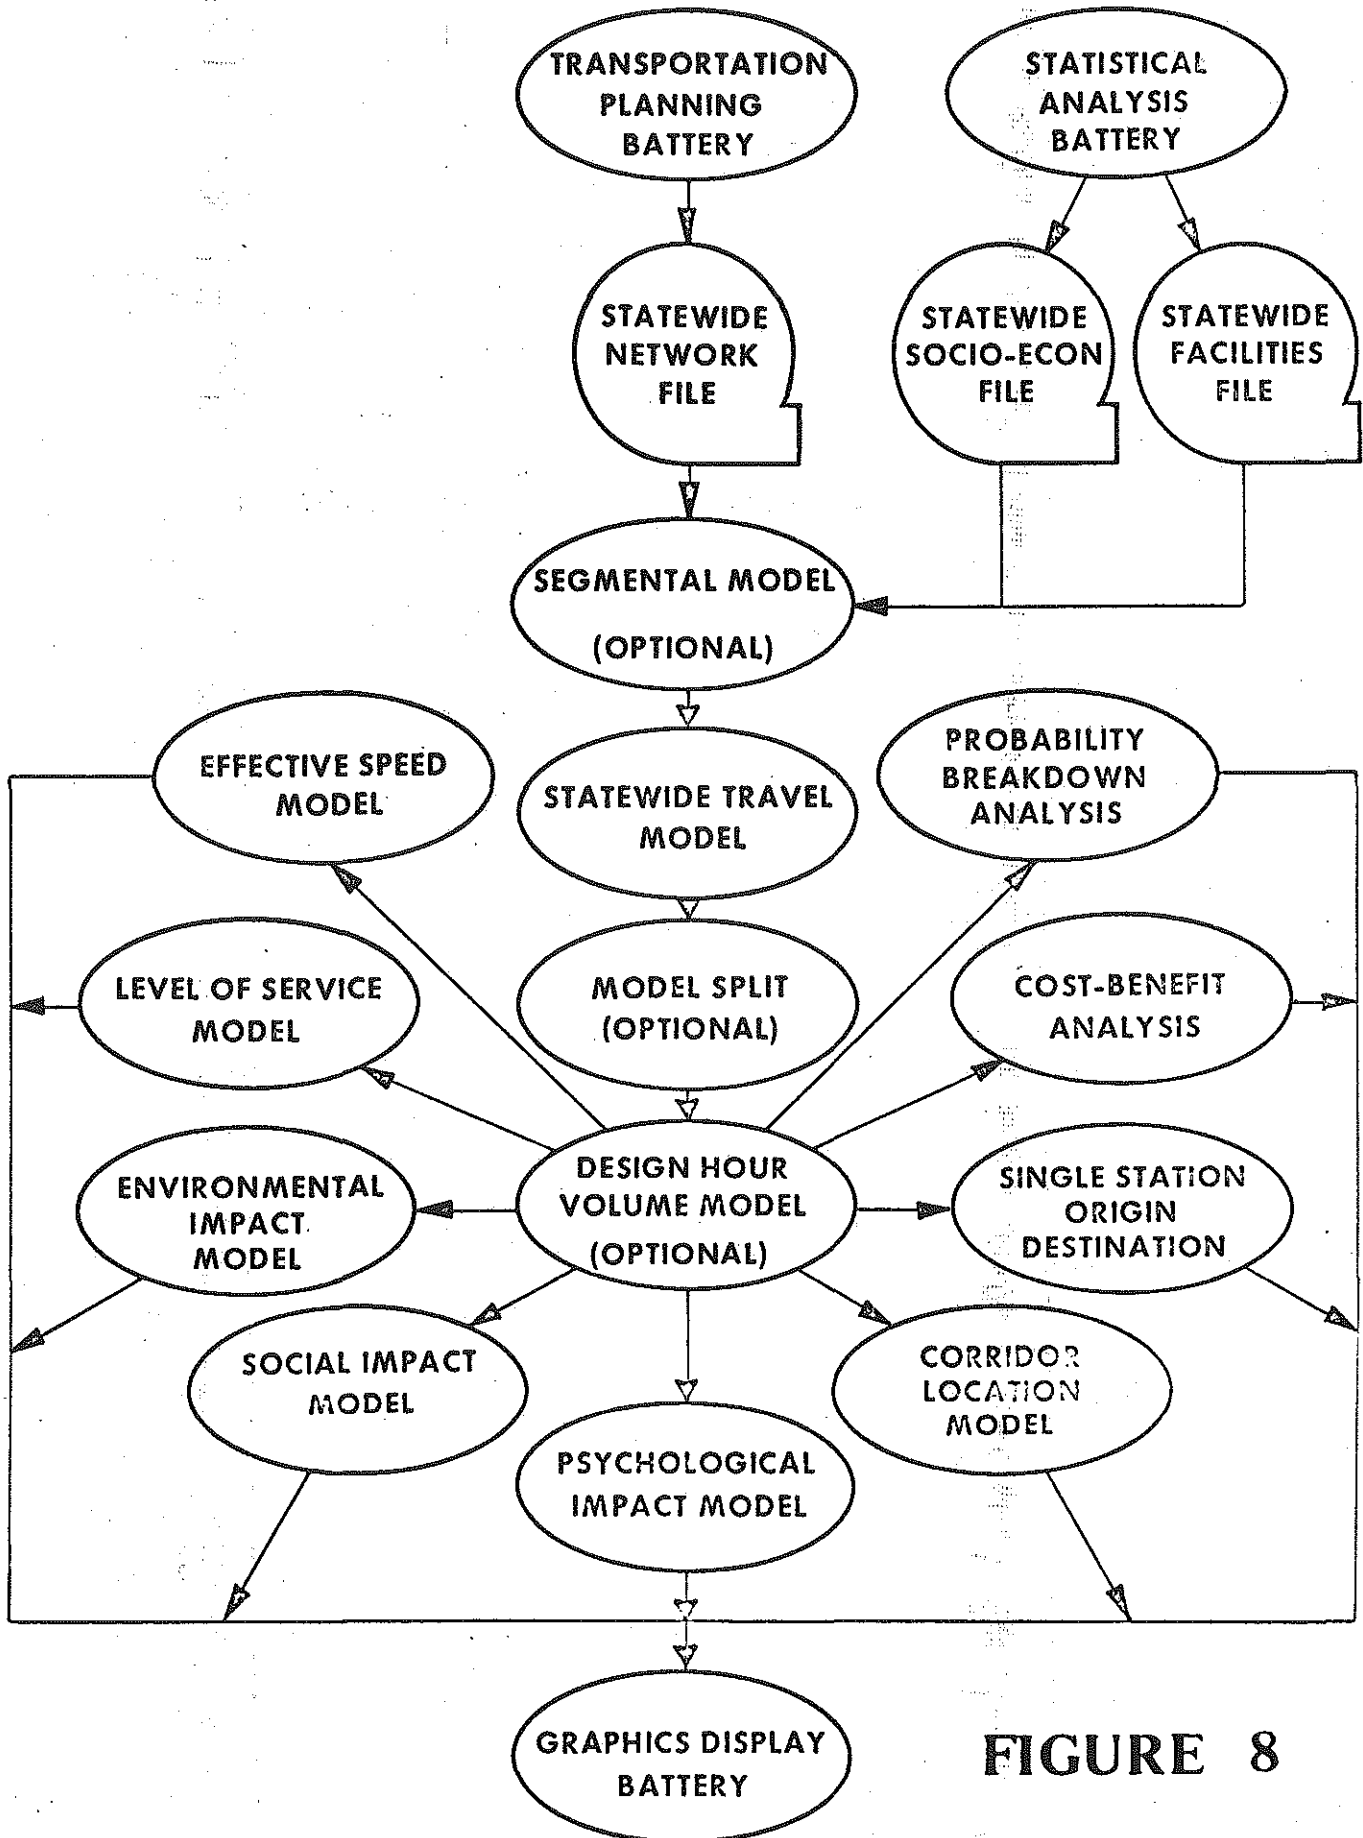 TRANSPORTATION
PLANNING
BATTERY
STATISTICAL
ANALYSIS
BATTERY
STATEWIDE
NETWORK
FILE
STATEWIDE
SOCIO-ECON
FILE
STATEWIDE
FACILITIES
FILE
SEGMENTAL MODEL
(OPTIONAL)
EFFECTIVE SPEED
MODEL
STATEWIDE TRAVEL
MODEL
PROBABILITY
BREAKDOWN
ANALYSIS
LEVEL OF SERVICE
MODEL
MODEL SPLIT
(OPTIONAL)
COST-BENEFIT
ANALYSIS
ENVIRONMENTAL
IMPACT
MODEL
DESIGN HOUR
VOLUME MODEL
(OPTIONAL)
SINGLE STATION
ORIGIN
DESTINATION
SOCIAL IMPACT
MODEL
PSYCHOLOGICAL
IMPACT MODEL
CORRIDOR
LOCATION
MODEL
GRAPHICS DISPLAY
BATTERY
FIGURE 8